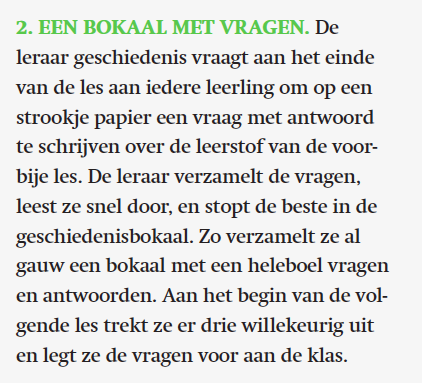 2. EEN BOKAAL MET VRAGEN. De
leraar geschiedenis vraagt aan het einde
van de les aan iedere leerling om op een
strookje papier een vraag met antwoord
te schrijven over de leerstof van de voor-
bije les. De leraar verzamelt de vragen,
leest ze snel door, en stopt de beste in de
geschiedenisbokaal. Zo verzamelt ze al
gauw een bokaal met een heleboel vragen
en antwoorden. Aan het begin van de vol-
gende les trekt ze er drie willekeurig uit
en legt ze de vragen voor aan de klas.